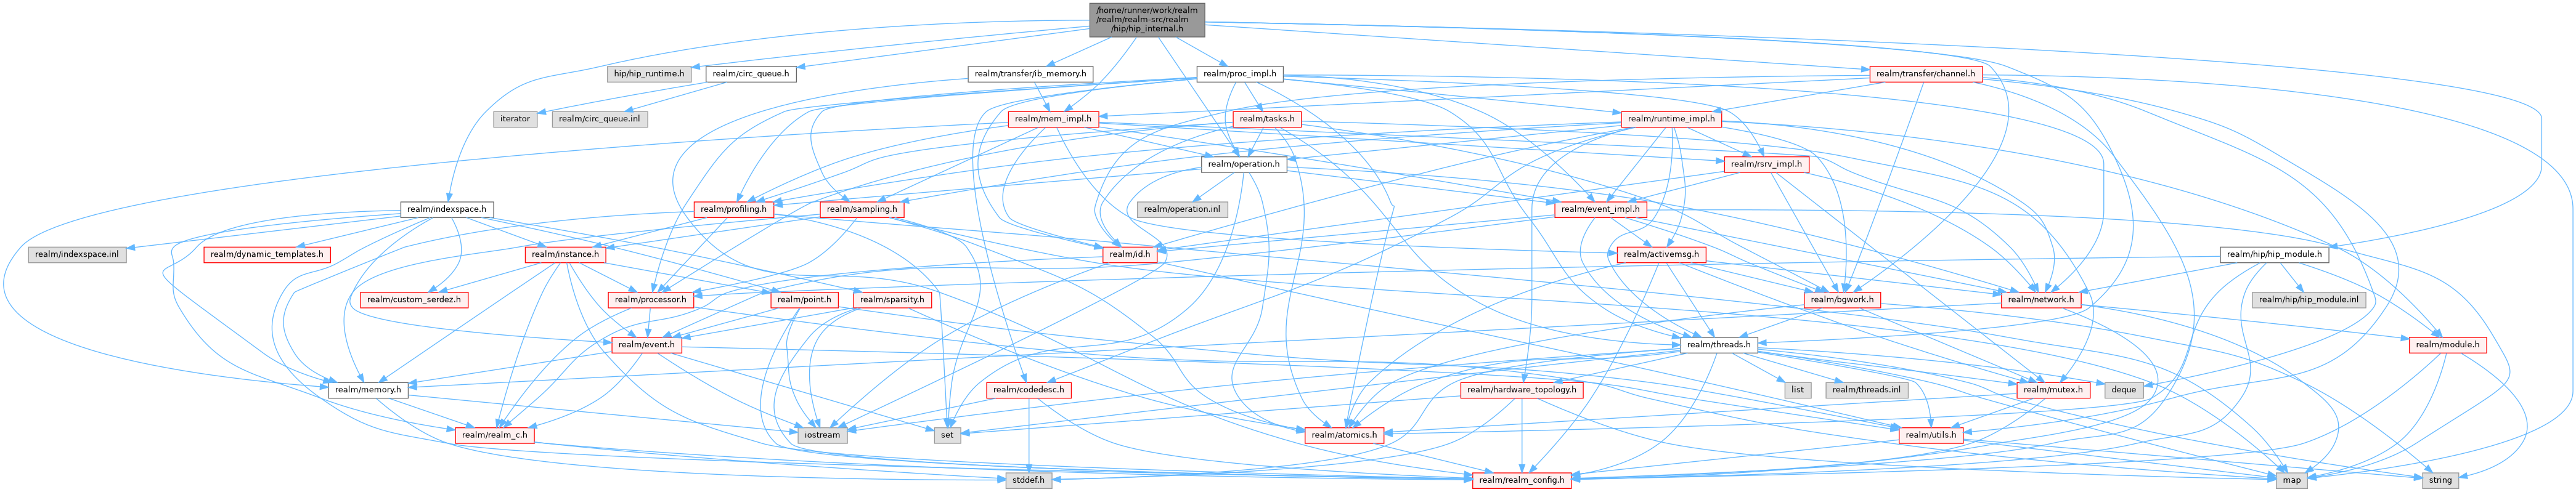 /home/runner/work/realm
/realm/realm-src/realm
/hip/hip_internal.h
hip/hip_runtime.h
realm/circ_queue.h
realm/transfer/ib_memory.h
realm/proc_impl.h
realm/transfer/channel.h
iterator
realm/circ_queue.inl
realm/mem_impl.h
realm/tasks.h
realm/runtime_impl.h
realm/operation.h
realm/rsrv_impl.h
realm/indexspace.h
realm/profiling.h
realm/sampling.h
realm/operation.inl
realm/event_impl.h
realm/indexspace.inl
realm/dynamic_templates.h
realm/instance.h
realm/id.h
realm/activemsg.h
realm/hip/hip_module.h
realm/custom_serdez.h
realm/processor.h
realm/point.h
realm/sparsity.h
realm/bgwork.h
realm/network.h
realm/hip/hip_module.inl
realm/event.h
realm/threads.h
realm/module.h
realm/memory.h
realm/codedesc.h
realm/hardware_topology.h
list
realm/threads.inl
realm/mutex.h
deque
realm/realm_c.h
iostream
set
realm/atomics.h
realm/utils.h
stddef.h
realm/realm_config.h
map
string